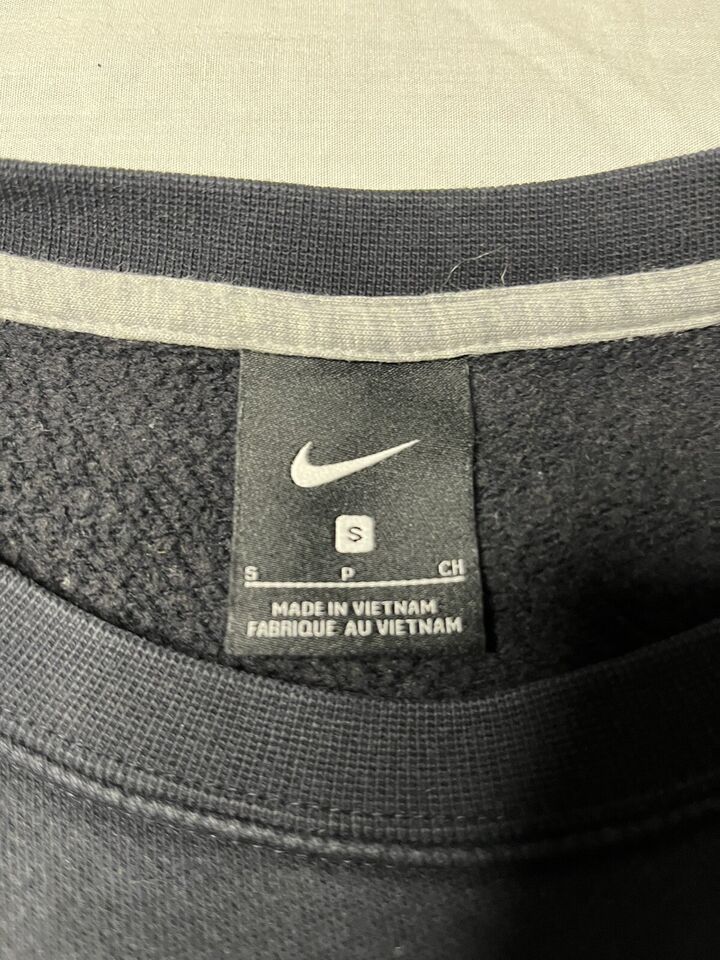 S
S P CH
MADE IN VIETNAM
FABRIQUE AU VIETNAM